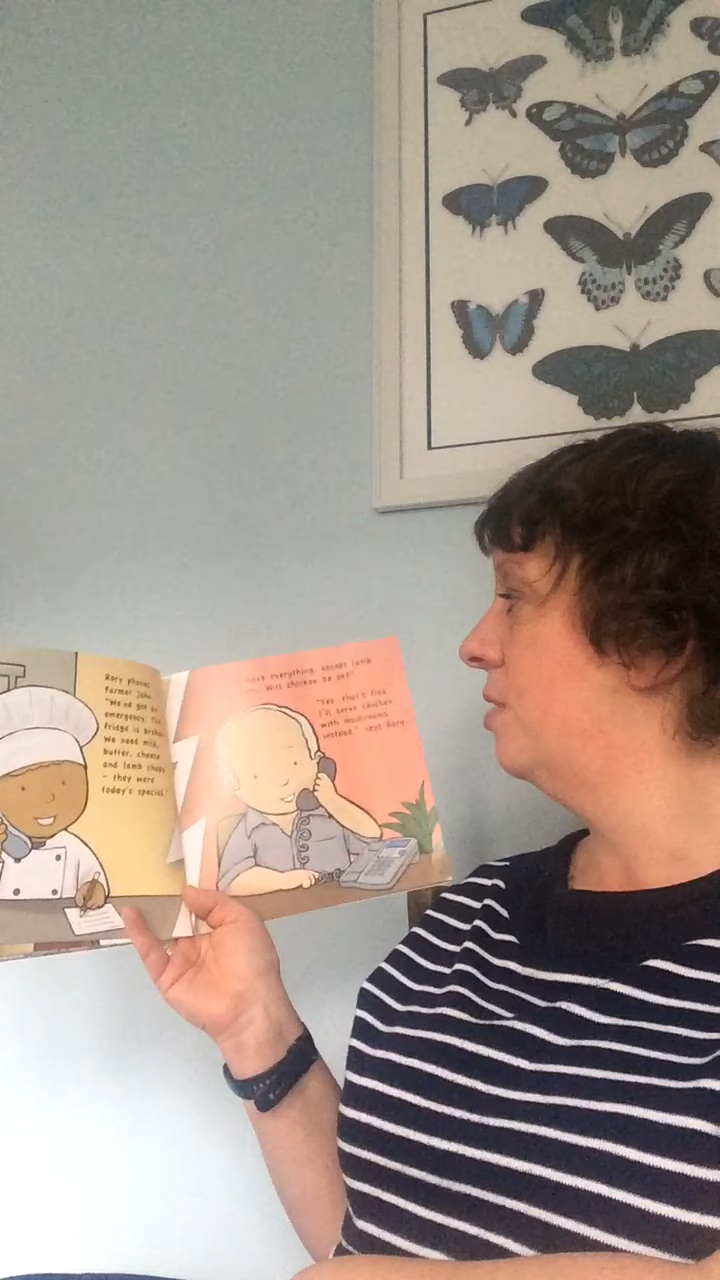 Rory phones
farmer John.
"We've got an
emergency. The
fridge is broken.
We need milk,
butter, cheese
and lamb chops
– they were
today's special."
have everything, except lamb
Will chicken be ok?"
"Yes, that's fine.
I'll serve chicken
with mushrooms
instead," says Rory.